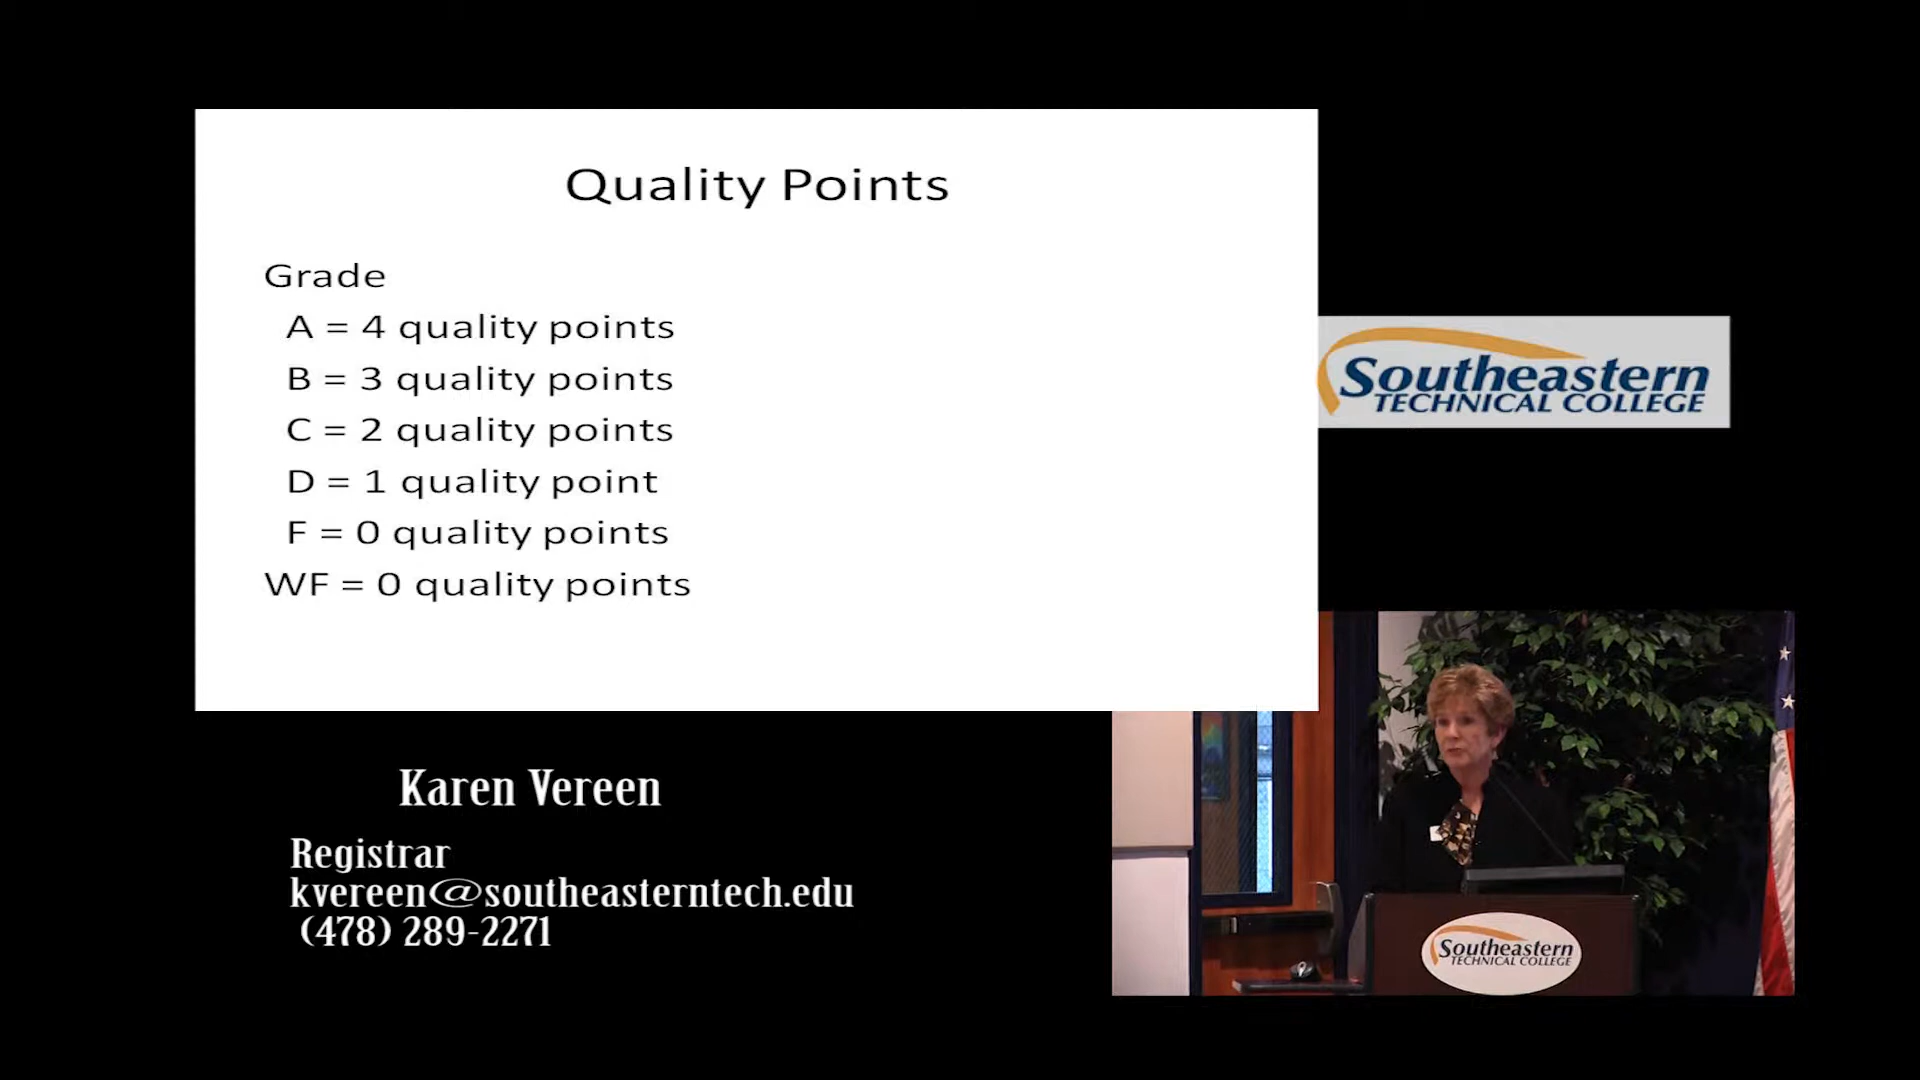 Quality Points
Grade
A = 4 quality points
B = 3 quality points
C = 2 quality points
D = 1 quality point
F = 0 quality points
WF = 0 quality points
Southeastern
TECHNICAL COLLEGE
Karen Vereen
Registrar
kvereen@southeasterntech.edu
(478) 289-2271
Southeastern
TECHNICAL COLLEGE